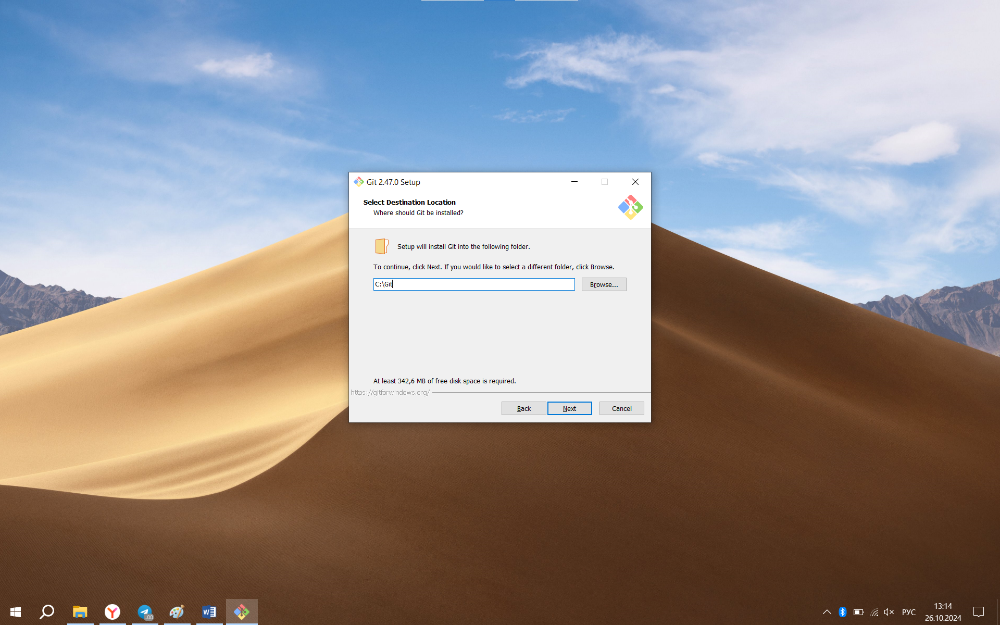 Git 2.47.0 Setup
Select Destination Location
Where should Git be installed?
Setup will install Git into the following folder.
To continue, click Next. If you would like to select a different folder, click Browse.
C:\Git
Browse...
At least 342,6 MB of free disk space is required.
https://gitforwindows.org/
Back
Next
Cancel
.00
W
РУС
13:14
26.10.2024